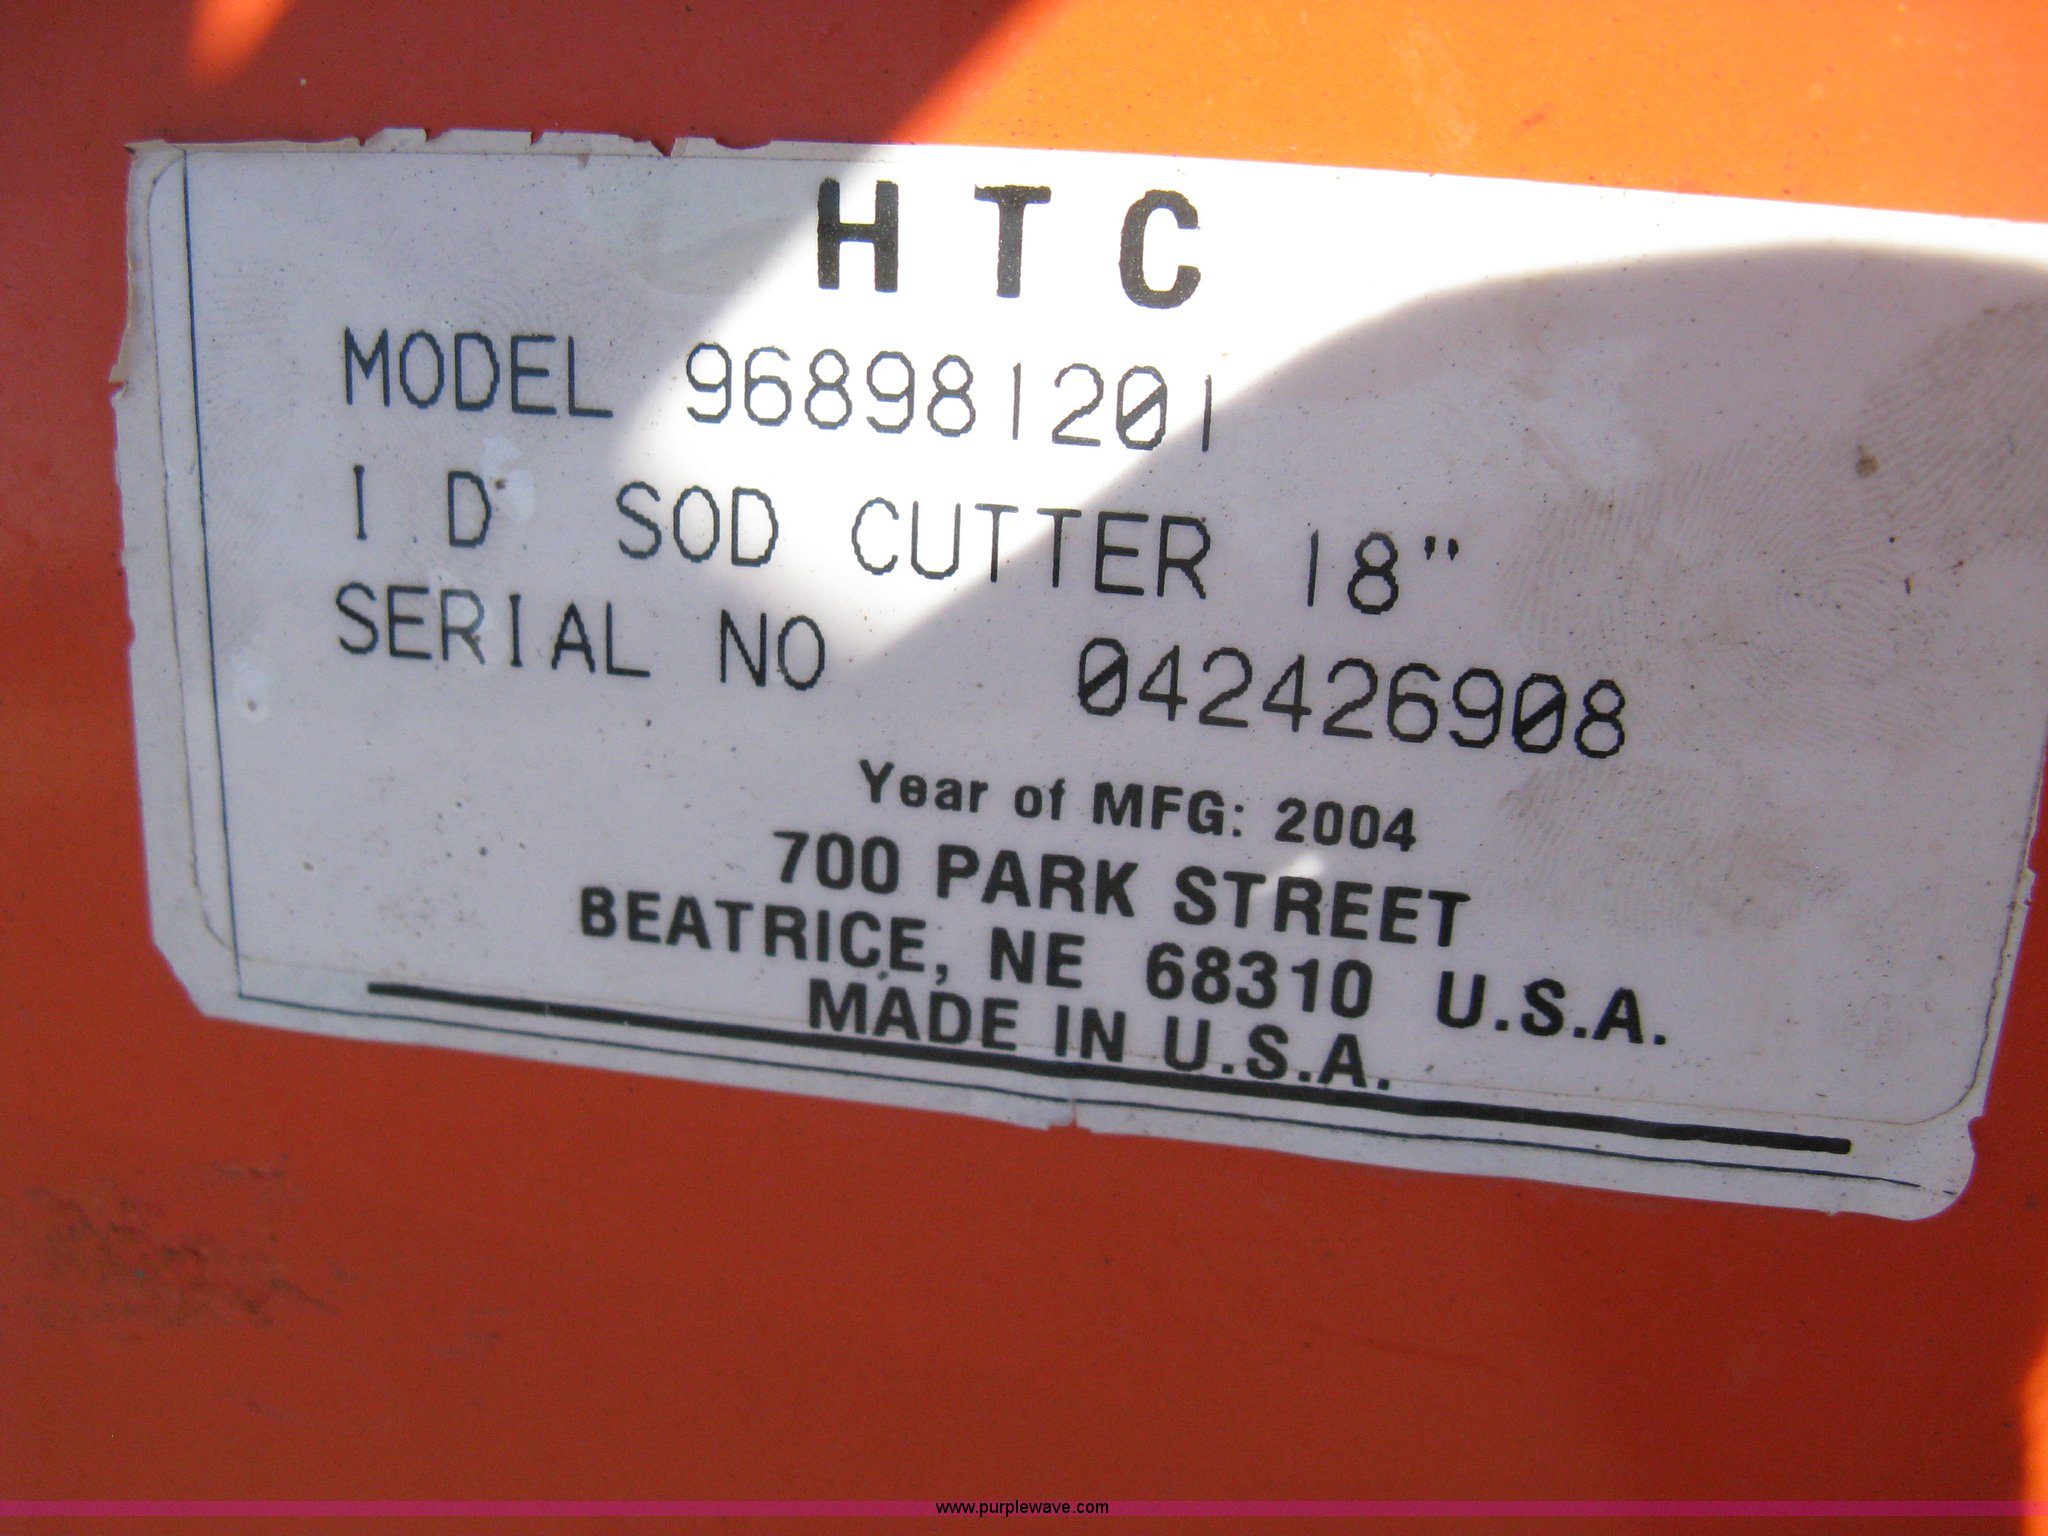 HTC
MODEL 968981201
I D SOD CUTTER 18"
SERIAL NO 042426908
Year of MFG: 2004
700 PARK STREET
BEATRICE, NE 68310 U.S.A.
MADE IN U.S.A.
www.purplewave.com